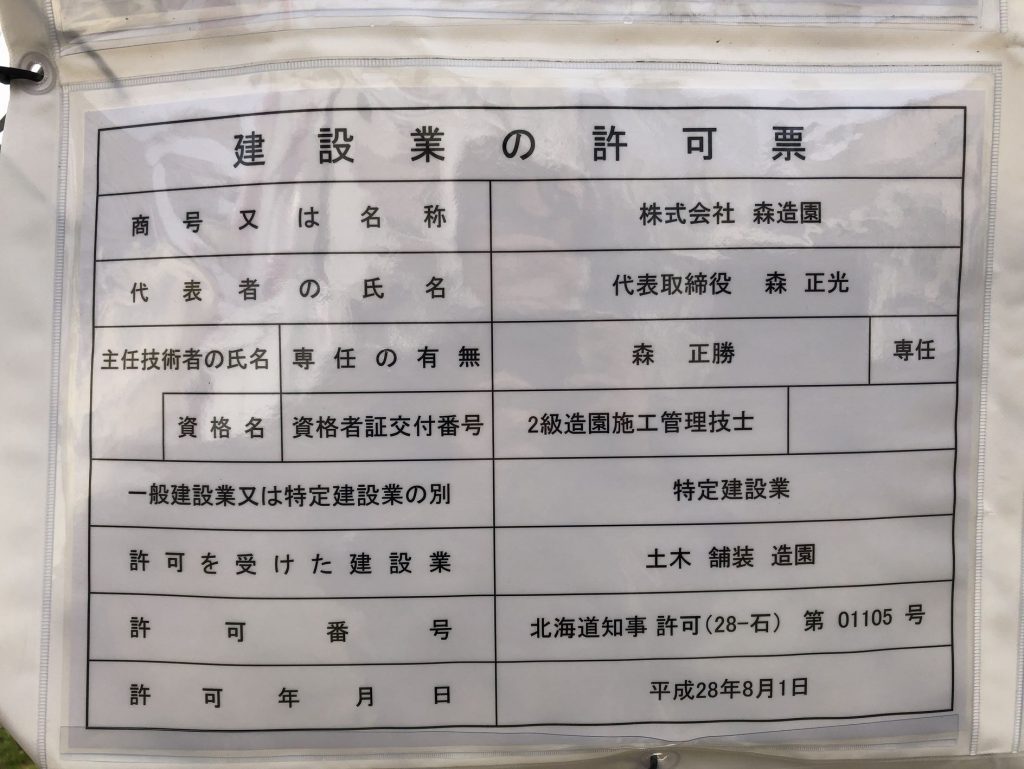 建設業の許可票
商号又は名称 株式会社 森造園
代表者の氏名 代表取締役 森 正光
主任技術者の氏名 専任の有無 森 正勝 専任
資格名 資格者証交付番号 2級造園施工管理技士
一般建設業又は特定建設業の別 特定建設業
許可を受けた建設業 土木 舗装 造園
許可番号 北海道知事 許可(28-石) 第 01105 号
許可年月日 平成28年8月1日